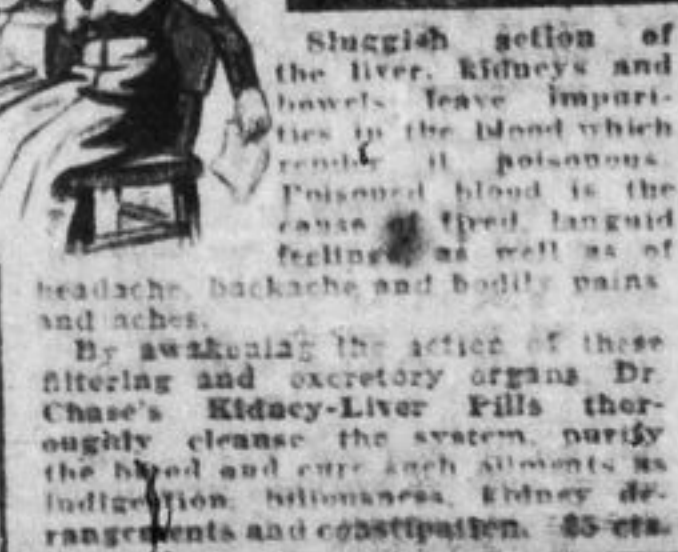 Sluggish action of
the liver, kidneys and
bowels leave impuri-
ties in the blood which
render it poisonous.
Poisoned blood is the
cause of tired, languid
feelings, as well as of
headache, backache and bodily pains
and aches.
By awakening the action of these
filtering and excretory organs, Dr.
Chase's Kidney-Liver Pills thor-
oughly cleanse the system, purify
the blood and cure such ailments as
indigestion, biliousness, kidney de-
rangements and constipation. 25 cts.